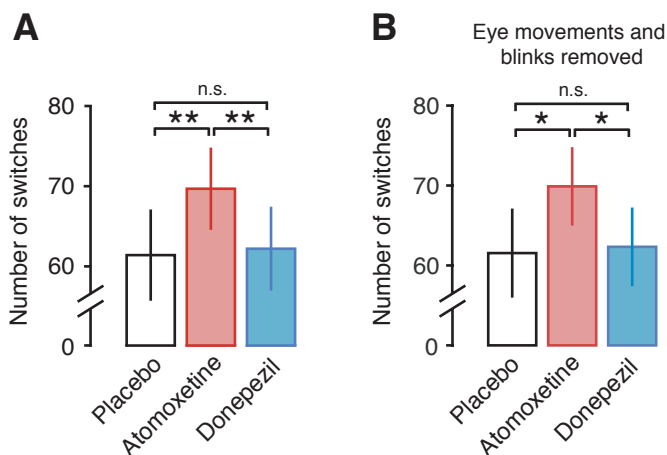 A
n.s.
** **
80
70
60
0
Number of switches
Placebo
Atomoxetine
Donepezil
B
Eye movements and
blinks removed
n.s.
* *
80
70
60
0
Number of switches
Placebo
Atomoxetine
Donepezil